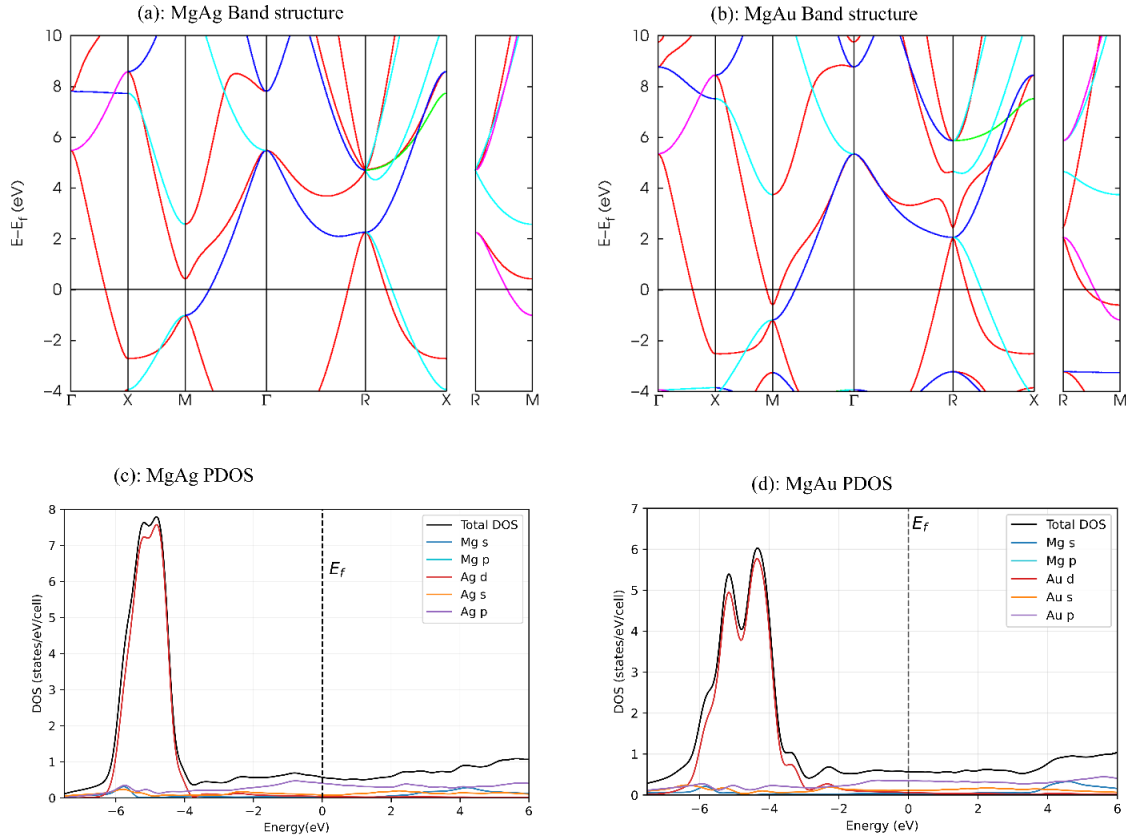 (a): MgAg Band structure
10
8
6
4
2
0
−2
−4
E−E_f (eV)
Γ X M Γ R X R M
(b): MgAu Band structure
10
8
6
4
2
0
−2
−4
E−E_f (eV)
Γ X M Γ R X R M
(c): MgAg PDOS
8
7
6
5
4
3
2
1
0
DOS (states/eV/cell)
E_f
Total DOS
Mg s
Mg p
Ag d
Ag s
Ag p
−6 −4 −2 0 2 4 6
Energy(eV)
(d): MgAu PDOS
7
6
5
4
3
2
1
0
DOS (states/eV/cell)
E_f
Total DOS
Mg s
Mg p
Au d
Au s
Au p
−6 −4 −2 0 2 4 6
Energy (eV)